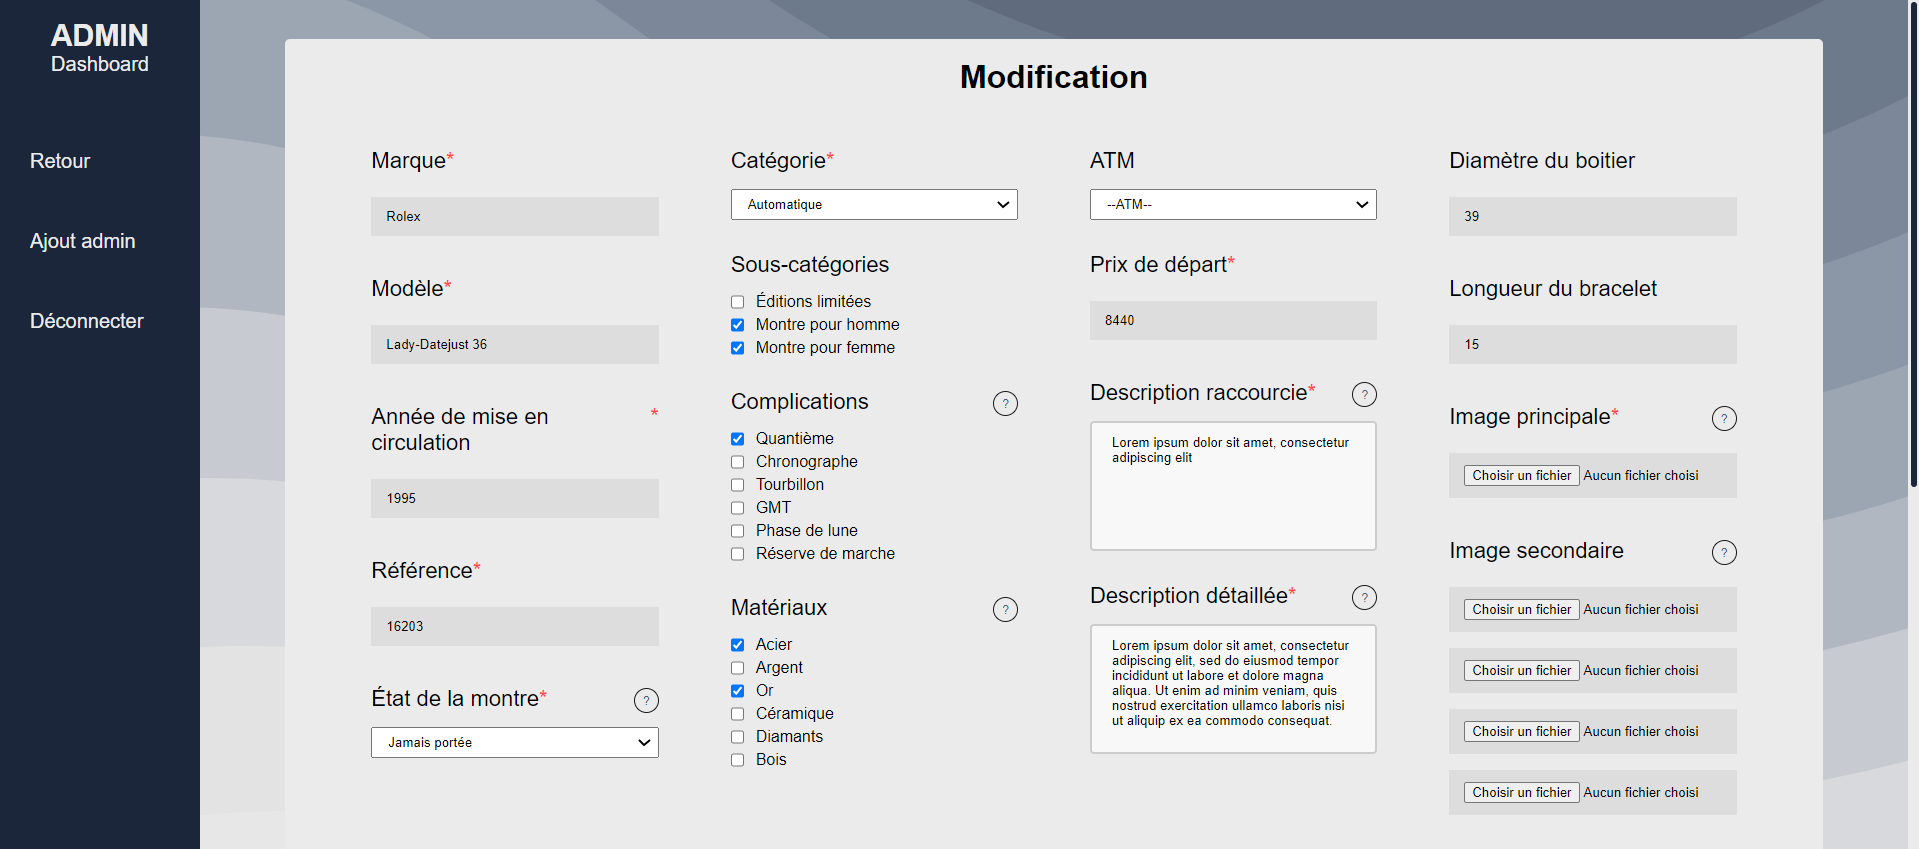 ADMIN
Dashboard
Retour
Ajout admin
Déconnecter
Modification
Marque*
Rolex
Modèle*
Lady-Datejust 36
Année de mise en *
circulation
1995
Référence*
16203
État de la montre* ?
Jamais portée
Catégorie*
Automatique
Sous-catégories
Éditions limitées
Montre pour homme
Montre pour femme
Complications ?
Quantième
Chronographe
Tourbillon
GMT
Phase de lune
Réserve de marche
Matériaux ?
Acier
Argent
Or
Céramique
Diamants
Bois
ATM
--ATM--
Prix de départ*
8440
Description raccourcie* ?
Lorem ipsum dolor sit amet, consectetur
adipiscing elit
Description détaillée* ?
Lorem ipsum dolor sit amet, consectetur
adipiscing elit, sed do eiusmod tempor
incididunt ut labore et dolore magna
aliqua. Ut enim ad minim veniam, quis
nostrud exercitation ullamco laboris nisi
ut aliquip ex ea commodo consequat.
Diamètre du boitier
39
Longueur du bracelet
15
Image principale* ?
Choisir un fichier Aucun fichier choisi
Image secondaire ?
Choisir un fichier Aucun fichier choisi
Choisir un fichier Aucun fichier choisi
Choisir un fichier Aucun fichier choisi
Choisir un fichier Aucun fichier choisi